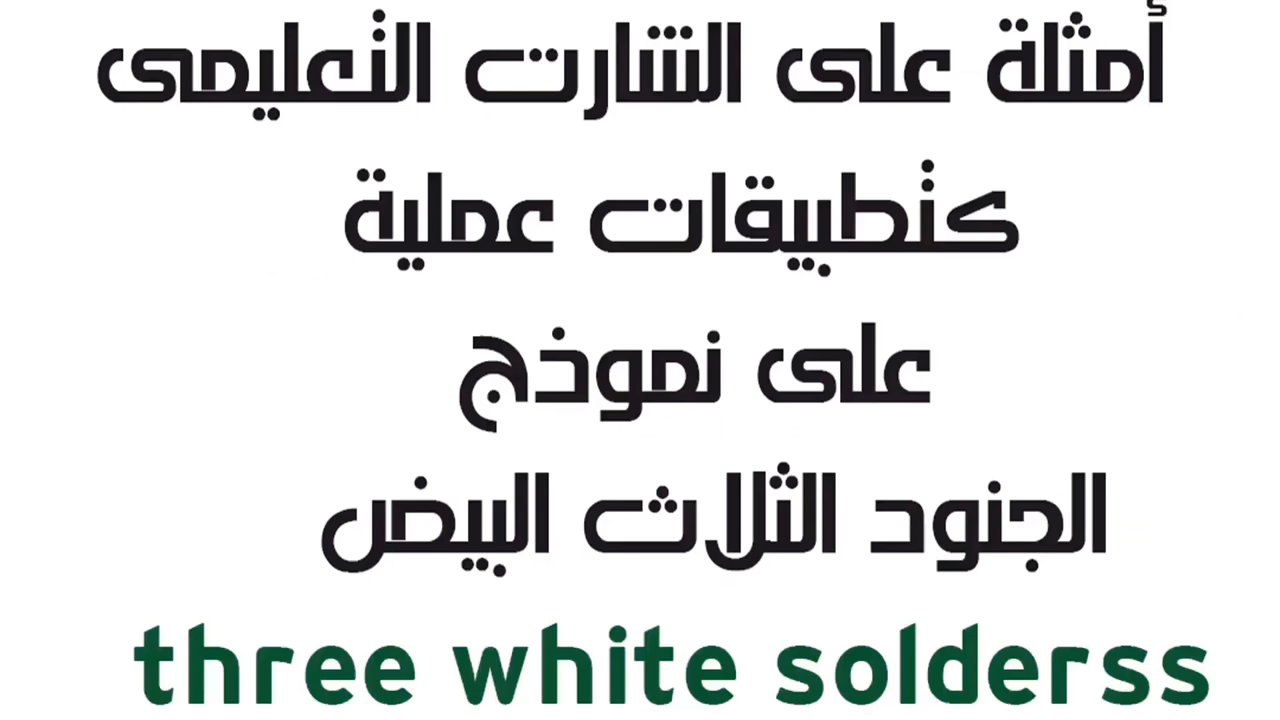 أمثلة على الشارت التعليمى
كتطبيقات عملية
على نموذج
الجنود الثلاث البيض
three white solderss